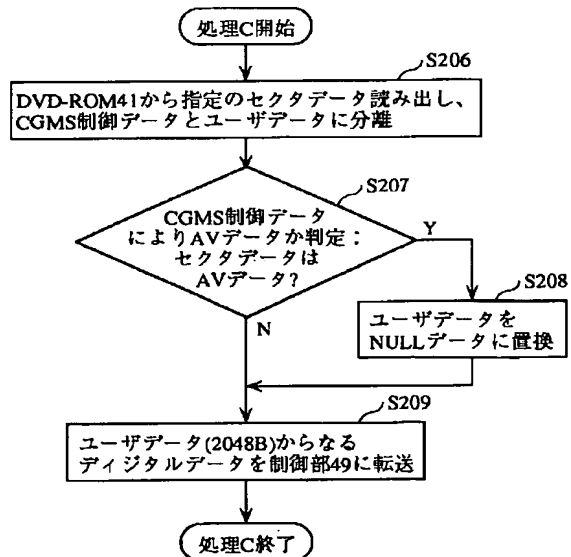 処理C開始
S206
DVD-ROM41から指定のセクタデータ読み出し、
CGMS制御データとユーザデータに分離
S207
CGMS制御データ
によりAVデータか判定：
セクタデータは
AVデータ?
Y
N
S208
ユーザデータを
NULLデータに置換
S209
ユーザデータ(2048B)からなる
ディジタルデータを制御部49に転送
処理C終了